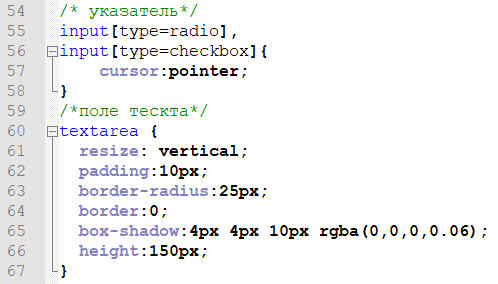 54 /* указатель*/
55 input[type=radio],
56 input[type=checkbox]{
57 cursor:pointer;
58 }
59 /*поле тескта*/
60 textarea {
61 resize: vertical;
62 padding:10px;
63 border-radius:25px;
64 border:0;
65 box-shadow:4px 4px 10px rgba(0,0,0,0.06);
66 height:150px;
67 }